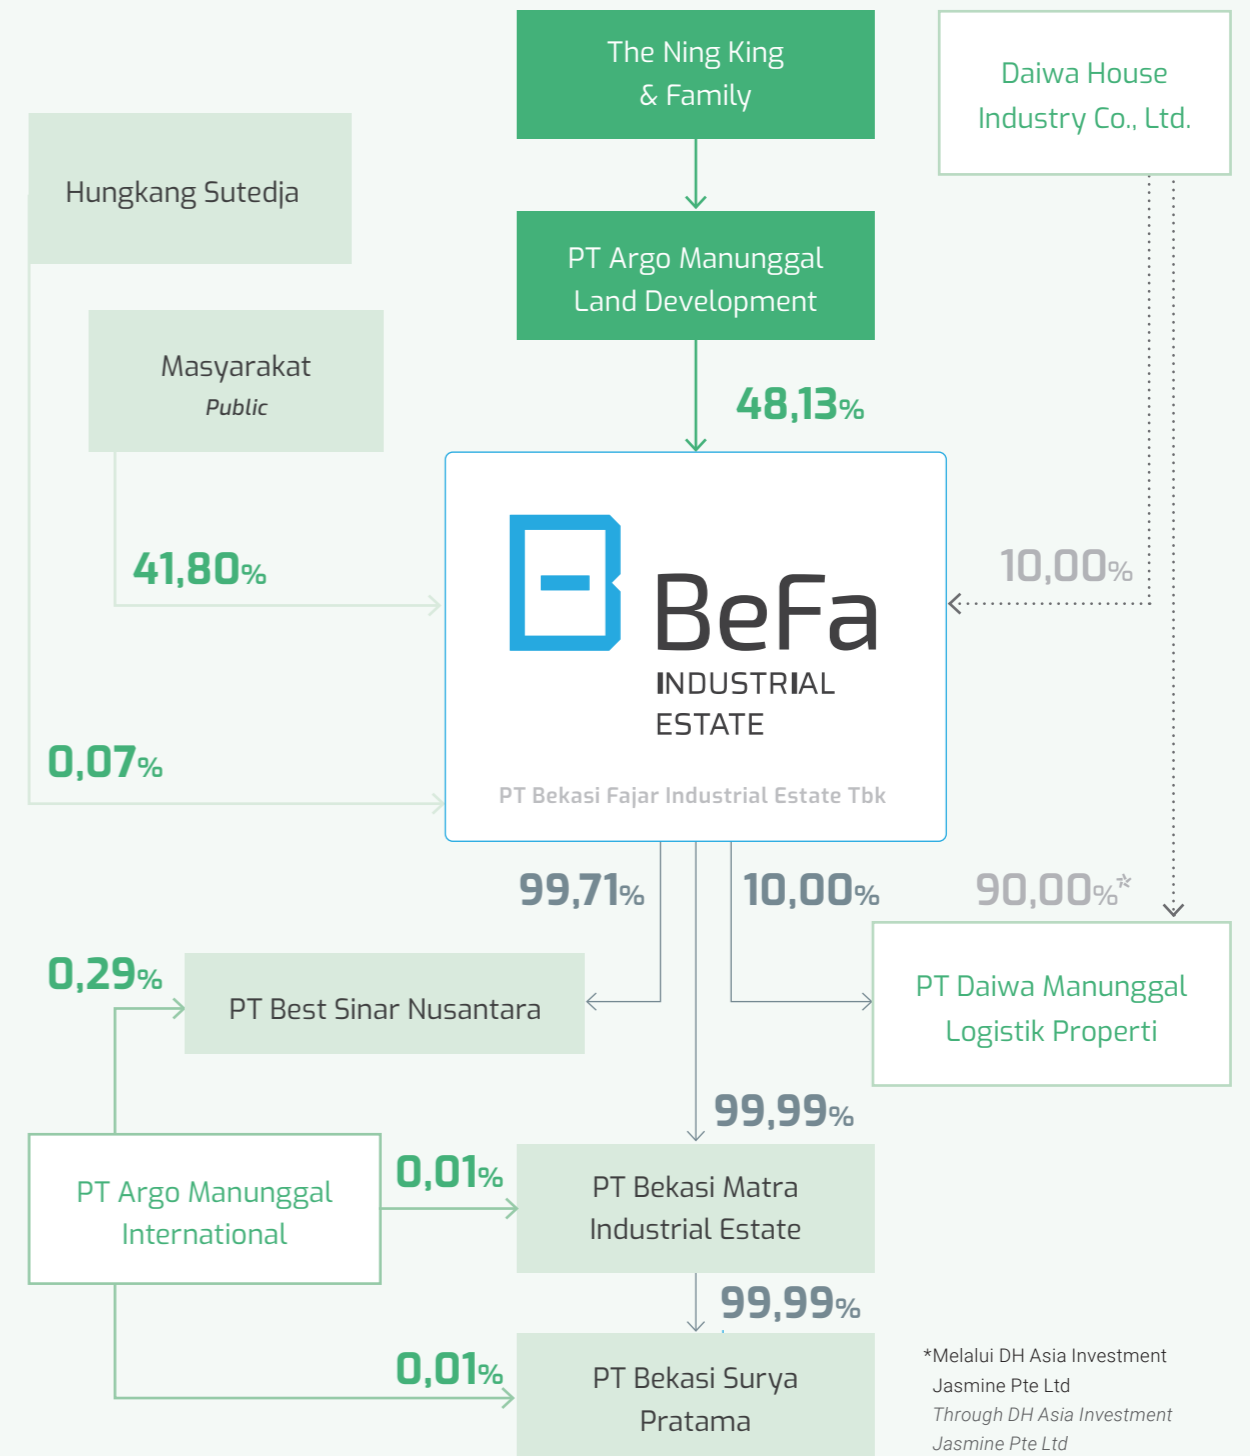 The Ning King
& Family
Daiwa House
Industry Co., Ltd.
Hungkang Sutedja
PT Argo Manunggal
Land Development
Masyarakat
Public
48,13%
41,80%
10,00%
BeFa
INDUSTRIAL
ESTATE
0,07%
PT Bekasi Fajar Industrial Estate Tbk
99,71%
10,00%
90,00%*
0,29%
PT Best Sinar Nusantara
PT Daiwa Manunggal
Logistik Properti
99,99%
PT Argo Manunggal
International
0,01%
PT Bekasi Matra
Industrial Estate
99,99%
0,01%
PT Bekasi Surya
Pratama
*Melalui DH Asia Investment
Jasmine Pte Ltd
Through DH Asia Investment
Jasmine Pte Ltd